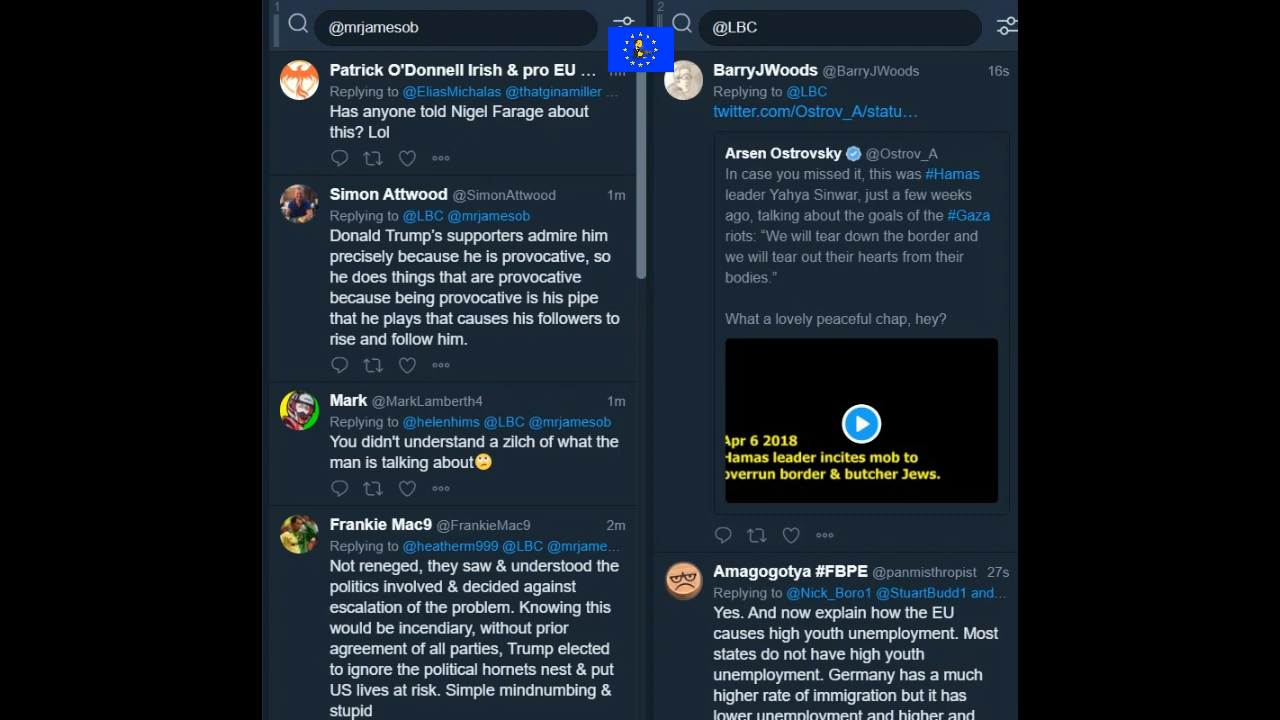 1
@mrjamesob
Patrick O'Donnell Irish & pro EU ...
Replying to @EliasMichalas @thatginamiller ...
Has anyone told Nigel Farage about
this? Lol
Simon Attwood @SimonAttwood 1m
Replying to @LBC @mrjamesob
Donald Trump's supporters admire him
precisely because he is provocative, so
he does things that are provocative
because being provocative is his pipe
that he plays that causes his followers to
rise and follow him.
Mark @MarkLamberth4 1m
Replying to @helenhims @LBC @mrjamesob
You didn't understand a zilch of what the
man is talking about🙄
Frankie Mac9 @FrankieMac9 2m
Replying to @heatherm999 @LBC @mrjame...
Not reneged, they saw & understood the
politics involved & decided against
escalation of the problem. Knowing this
would be incendiary, without prior
agreement of all parties, Trump elected
to ignore the political hornets nest & put
US lives at risk. Simple mindnumbing &
stupid
2
@LBC
BarryJWoods @BarryJWoods 16s
Replying to @LBC
twitter.com/Ostrov_A/statu...
Arsen Ostrovsky @Ostrov_A
In case you missed it, this was #Hamas
leader Yahya Sinwar, just a few weeks
ago, talking about the goals of the #Gaza
riots: “We will tear down the border and
we will tear out their hearts from their
bodies.”
What a lovely peaceful chap, hey?
Apr 6 2018
Hamas leader incites mob to
overrun border & butcher Jews.
Amagogotya #FBPE @panmisthropist 27s
Replying to @Nick_Boro1 @StuartBudd1 and...
Yes. And now explain how the EU
causes high youth unemployment. Most
states do not have high youth
unemployment. Germany has a much
higher rate of immigration but it has
lower unemployment and higher and